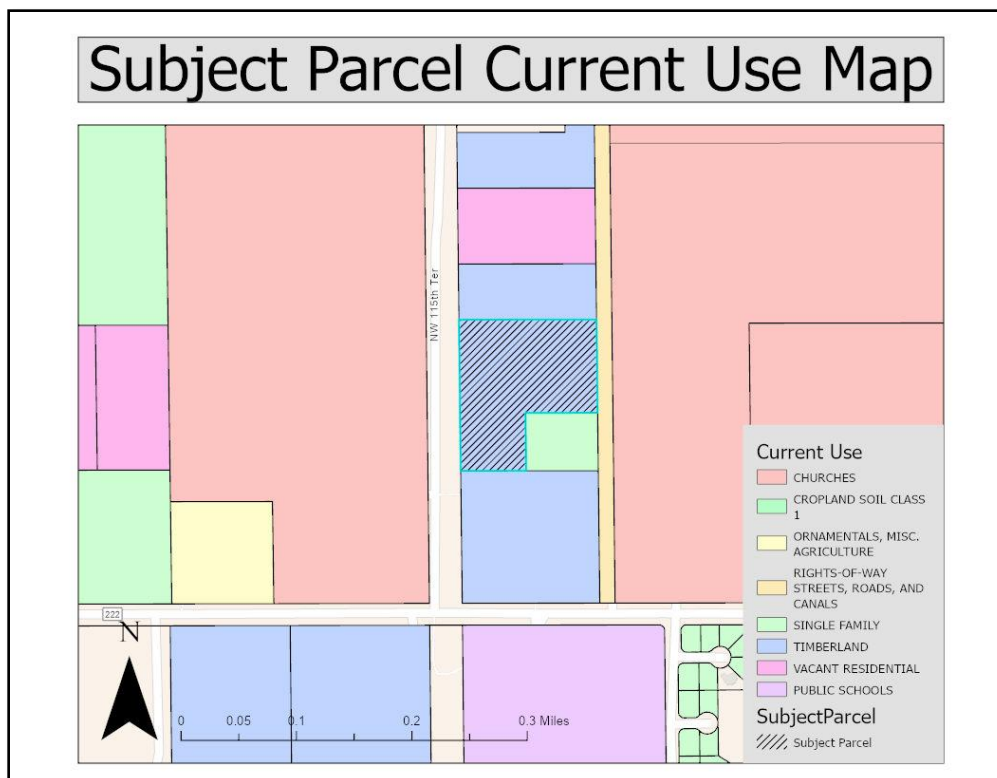 Subject Parcel Current Use Map
NW 115th Ter
222
N
0 0.05 0.1 0.2 0.3 Miles
Current Use
CHURCHES
CROPLAND SOIL CLASS
1
ORNAMENTALS, MISC.
AGRICULTURE
RIGHTS-OF-WAY
STREETS, ROADS, AND
CANALS
SINGLE FAMILY
TIMBERLAND
VACANT RESIDENTIAL
PUBLIC SCHOOLS
SubjectParcel
Subject Parcel